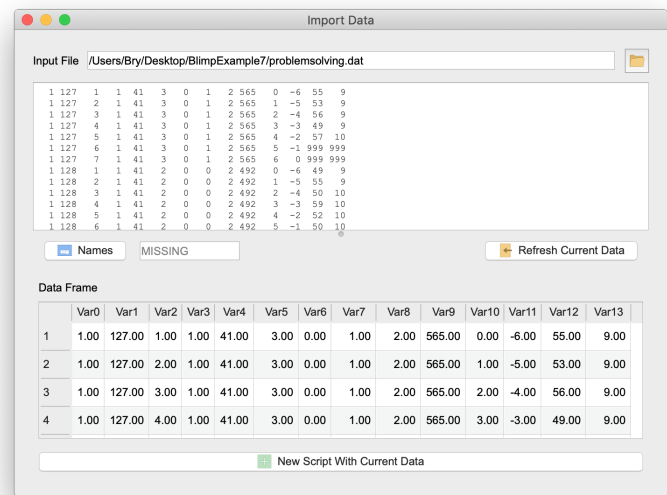 Import Data
Input File /Users/Bry/Desktop/BlimpExample7/problemsolving.dat
1 127 1 1 41 3 0 1 2 565 0 -6 55 9
1 127 2 1 41 3 0 1 2 565 1 -5 53 9
1 127 3 1 41 3 0 1 2 565 2 -4 56 9
1 127 4 1 41 3 0 1 2 565 3 -3 49 9
1 127 5 1 41 3 0 1 2 565 4 -2 57 10
1 127 6 1 41 3 0 1 2 565 5 -1 999 999
1 127 7 1 41 3 0 1 2 565 6 0 999 999
1 128 1 1 41 2 0 0 2 492 0 -6 49 9
1 128 2 1 41 2 0 0 2 492 1 -5 55 9
1 128 3 1 41 2 0 0 2 492 2 -4 50 10
1 128 4 1 41 2 0 0 2 492 3 -3 59 10
1 128 5 1 41 2 0 0 2 492 4 -2 52 10
1 128 6 1 41 2 0 0 2 492 5 -1 50 10
Names MISSING Refresh Current Data
Data Frame
Var0 Var1 Var2 Var3 Var4 Var5 Var6 Var7 Var8 Var9 Var10 Var11 Var12 Var13
1 1.00 127.00 1.00 1.00 41.00 3.00 0.00 1.00 2.00 565.00 0.00 -6.00 55.00 9.00
2 1.00 127.00 2.00 1.00 41.00 3.00 0.00 1.00 2.00 565.00 1.00 -5.00 53.00 9.00
3 1.00 127.00 3.00 1.00 41.00 3.00 0.00 1.00 2.00 565.00 2.00 -4.00 56.00 9.00
4 1.00 127.00 4.00 1.00 41.00 3.00 0.00 1.00 2.00 565.00 3.00 -3.00 49.00 9.00
New Script With Current Data